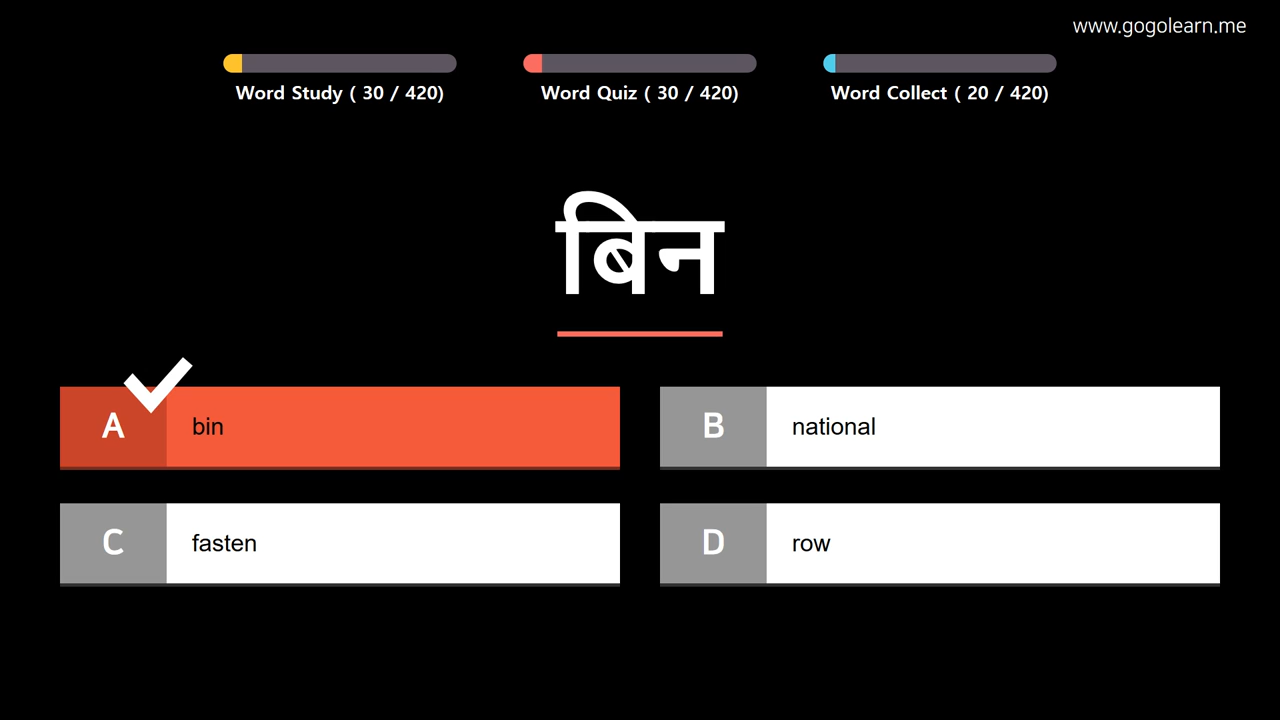 www.gogolearn.me
Word Study ( 30 / 420)
Word Quiz ( 30 / 420)
Word Collect ( 20 / 420)
बिन
A bin
B national
C fasten
D row